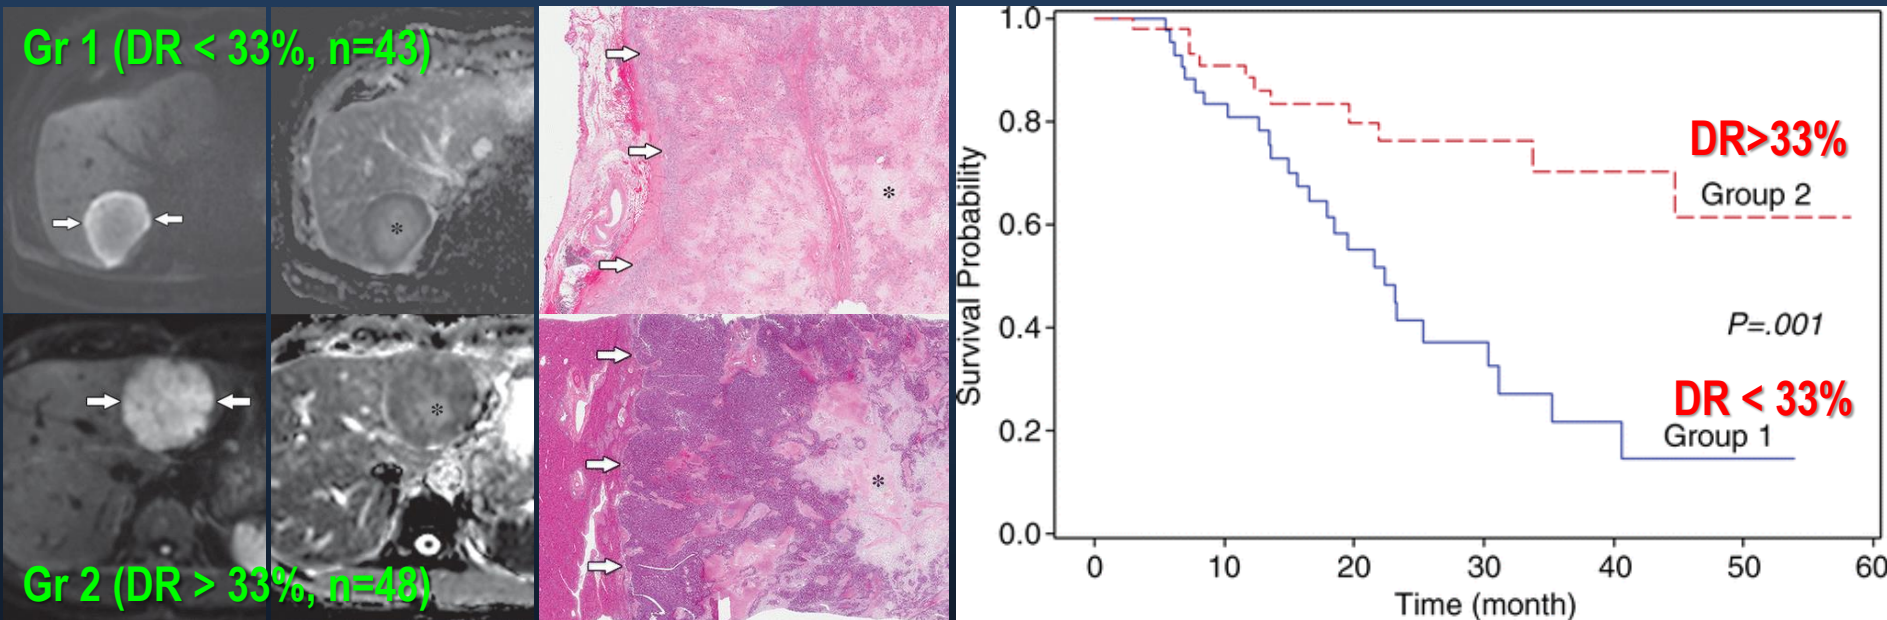 Gr 1 (DR < 33%, n=43)
*
*
Gr 2 (DR > 33%, n=48)
*
*
Survival Probability
1.0
0.8
0.6
0.4
0.2
0.0
DR>33%
Group 2
P=.001
DR < 33%
Group 1
0 10 20 30 40 50 60
Time (month)